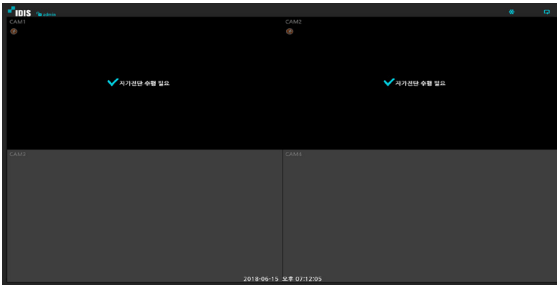 IDIS admin
CAM1
CAM2
자가진단 수행 필요
자가진단 수행 필요
CAM3
CAM4
2018-06-15 오후 07:12:05